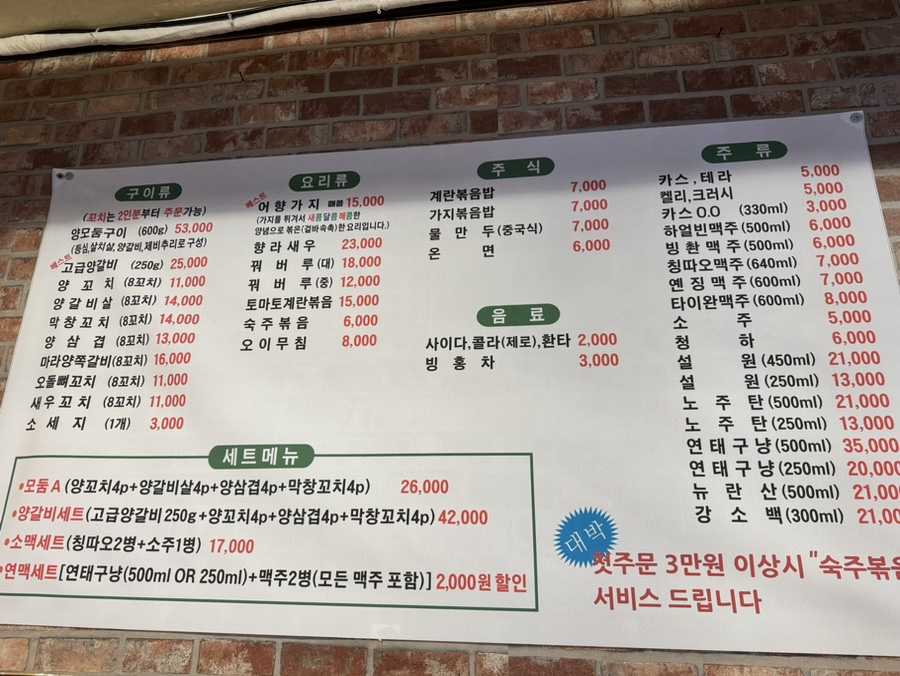 구이류
(꼬치는 2인분부터 주문가능)
양모둠구이 (600g) 53,000
(등심,살치살,양갈비,제비추리로 구성)
베스트
고급양갈비 (250g) 25,000
양 꼬 치 (8꼬치) 11,000
양 갈 비 살 (8꼬치) 14,000
막 창 꼬 치 (8꼬치) 14,000
양 삼 겹 (8꼬치) 13,000
마라양쪽갈비(8꼬치) 16,000
오돌뼈꼬치 (8꼬치) 11,000
새 우 꼬 치 (8꼬치) 11,000
소 세 지 (1개) 3,000
요리류
베스트
어 향 가 지 매콤 15,000
(가지를 튀겨서 새콤달콤매콤한
양념으로 볶은(겉바속촉)한 요리입니다.)
향 라 새 우 23,000
꿔 버 루 (대) 18,000
꿔 버 루 (중) 12,000
토마토계란볶음 15,000
숙 주 볶 음 6,000
오 이 무 침 8,000
주 식
계란볶음밥 7,000
가지볶음밥 7,000
물 만 두 (중국식) 7,000
온 면 6,000
음 료
사이다,콜라(제로),환타 2,000
빙 홍 차 3,000
주 류
카스 , 테 라 5,000
켈리,크러시 5,000
카스 O.O (330ml) 3,000
하얼빈맥주(500ml) 6,000
빙 촨 맥 주 (500ml) 6,000
칭따오맥주 (640ml) 7,000
옌 징 맥 주 (600ml) 7,000
타이완맥주 (600ml) 8,000
소 주 5,000
청 하 6,000
설 원 (450ml) 21,000
설 원 (250ml) 13,000
노 주 탄 (500ml) 21,000
노 주 탄 (250ml) 13,000
연 태 구 냥 (500ml) 35,000
연 태 구 냥 (250ml) 20,000
뉴 란 산 (500ml) 21,000
강 소 백 (300ml) 21,00
세트메뉴
•모둠 A (양꼬치4p+양갈비살4p+양삼겹4p+막창꼬치4p) 26,000
•양갈비세트(고급양갈비 250g+양꼬치4p+양삼겹4p+막창꼬치4p) 42,000
•소맥세트(칭따오2병+소주1병) 17,000
•연맥세트[연태구냥(500ml OR 250ml)+맥주2병(모든 맥주 포함)] 2,000원 할인
대박
첫주문 3만원 이상시 "숙주볶음
서비스 드립니다